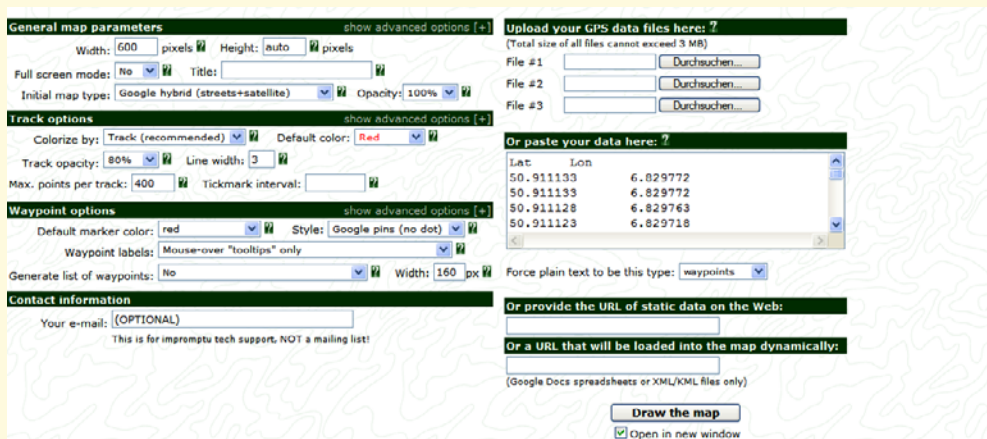 General map parameters show advanced options [+]
Width: 600 pixels ? Height: auto ? pixels
Full screen mode: No ? Title: ?
Initial map type: Google hybrid (streets+satellite) ? Opacity: 100% ?
Track options show advanced options [+]
Colorize by: Track (recommended) ? Default color: Red ?
Track opacity: 80% ? Line width: 3 ?
Max. points per track: 400 ? Tickmark interval: ?
Waypoint options show advanced options [+]
Default marker color: red ? Style: Google pins (no dot) ?
Waypoint labels: Mouse-over "tooltips" only ?
Generate list of waypoints: No ? Width: 160 px ?
Contact information
Your e-mail: (OPTIONAL)
This is for impromptu tech support, NOT a mailing list!
Upload your GPS data files here: ?
(Total size of all files cannot exceed 3 MB)
File #1 Durchsuchen...
File #2 Durchsuchen...
File #3 Durchsuchen...
Or paste your data here: ?
Lat Lon
50.911133 6.829772
50.911133 6.829772
50.911128 6.829763
50.911123 6.829718
Force plain text to be this type: waypoints
Or provide the URL of static data on the Web:
Or a URL that will be loaded into the map dynamically:
(Google Docs spreadsheets or XML/KML files only)
Draw the map
Open in new window